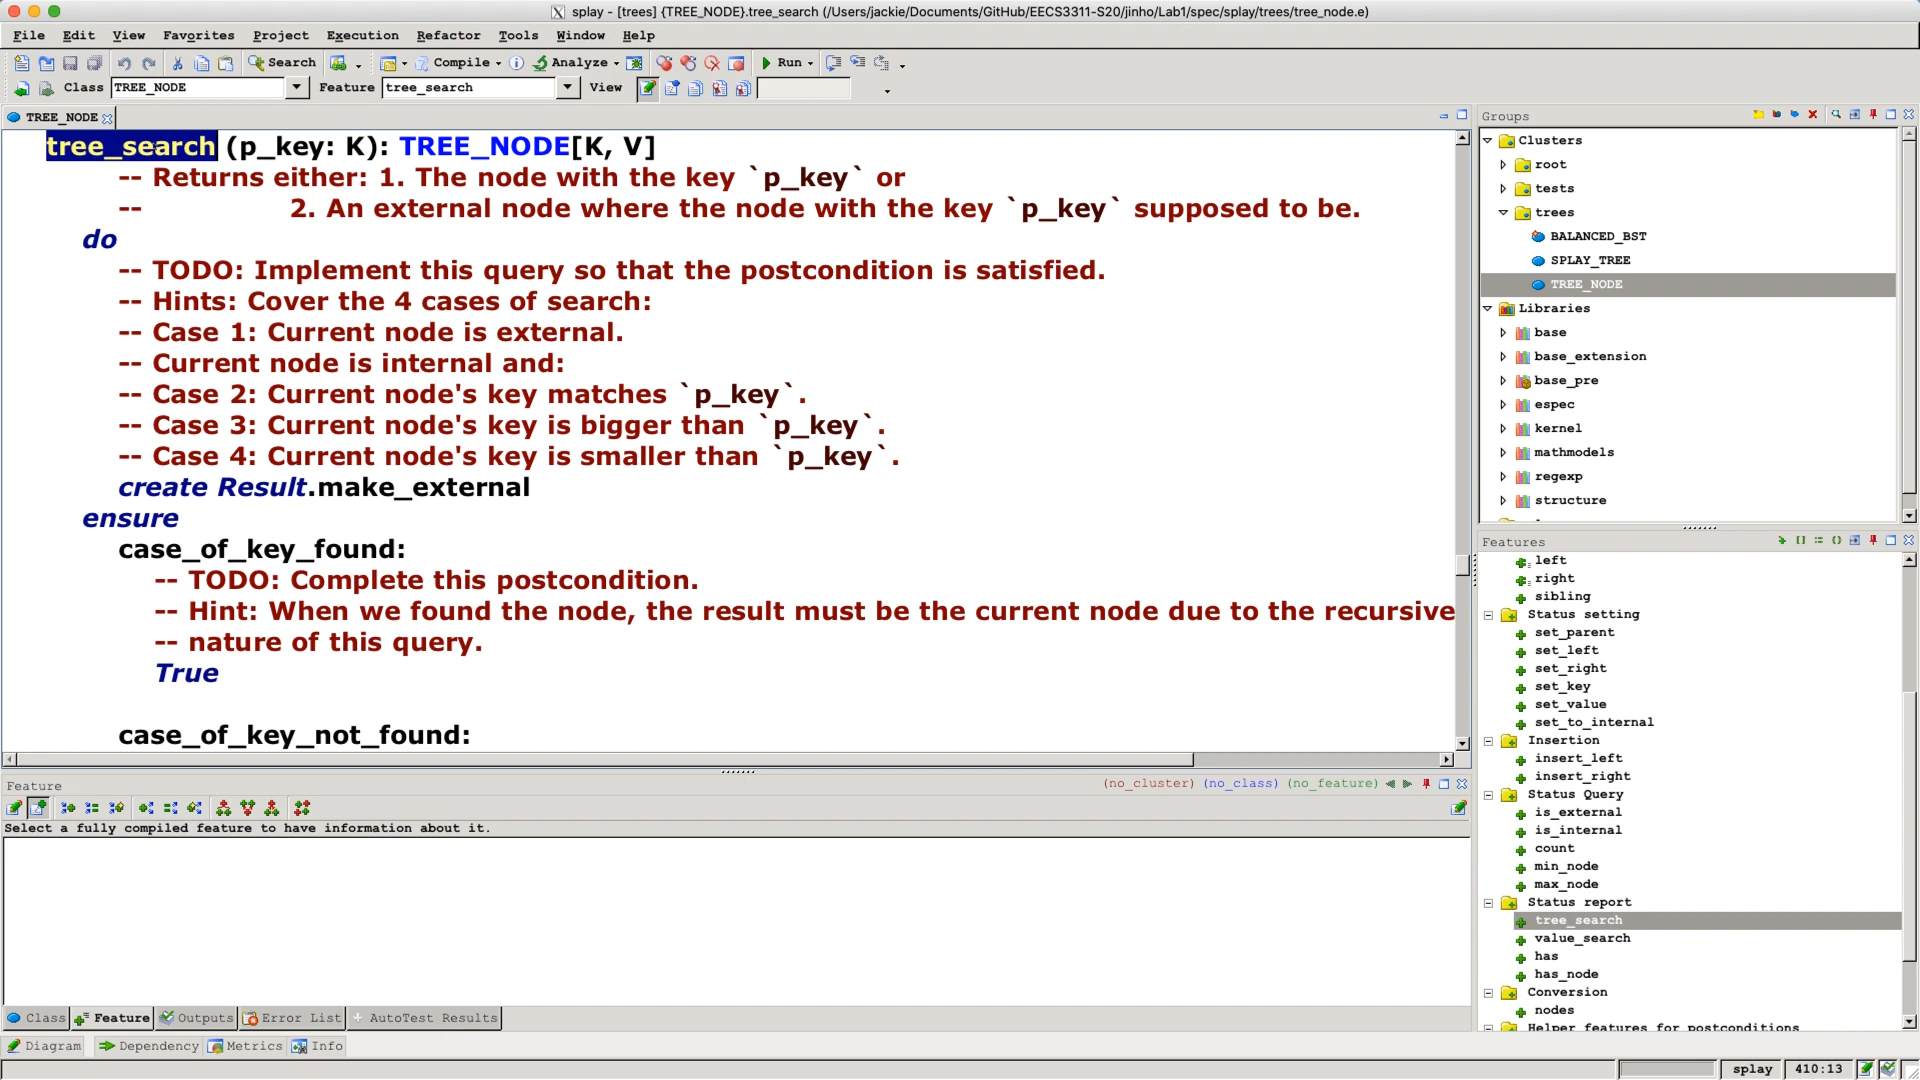 splay - [trees] {TREE_NODE}.tree_search (/Users/jackie/Documents/GitHub/EECS3311-S20/jinho/Lab1/spec/splay/trees/tree_node.e)
File Edit View Favorites Project Execution Refactor Tools Window Help
Search Compile Analyze Run
Class TREE_NODE Feature tree_search View
TREE_NODE
tree_search (p_key: K): TREE_NODE[K, V]
-- Returns either: 1. The node with the key `p_key` or
-- 2. An external node where the node with the key `p_key` supposed to be.
do
-- TODO: Implement this query so that the postcondition is satisfied.
-- Hints: Cover the 4 cases of search:
-- Case 1: Current node is external.
-- Current node is internal and:
-- Case 2: Current node's key matches `p_key`.
-- Case 3: Current node's key is bigger than `p_key`.
-- Case 4: Current node's key is smaller than `p_key`.
create Result.make_external
ensure
case_of_key_found:
-- TODO: Complete this postcondition.
-- Hint: When we found the node, the result must be the current node due to the recursive
-- nature of this query.
True
case_of_key_not_found:
Groups
Clusters
root
tests
trees
BALANCED_BST
SPLAY_TREE
TREE_NODE
Libraries
base
base_extension
base_pre
espec
kernel
mathmodels
regexp
structure
Features
left
right
sibling
Status setting
set_parent
set_left
set_right
set_key
set_value
set_to_internal
Insertion
insert_left
insert_right
Status Query
is_external
is_internal
count
min_node
max_node
Status report
tree_search
value_search
has
has_node
Conversion
nodes
Helper features for postconditions
Feature (no_cluster) (no_class) (no_feature)
Select a fully compiled feature to have information about it.
Class Feature Outputs Error List AutoTest Results
Diagram Dependency Metrics Info
splay 410:13